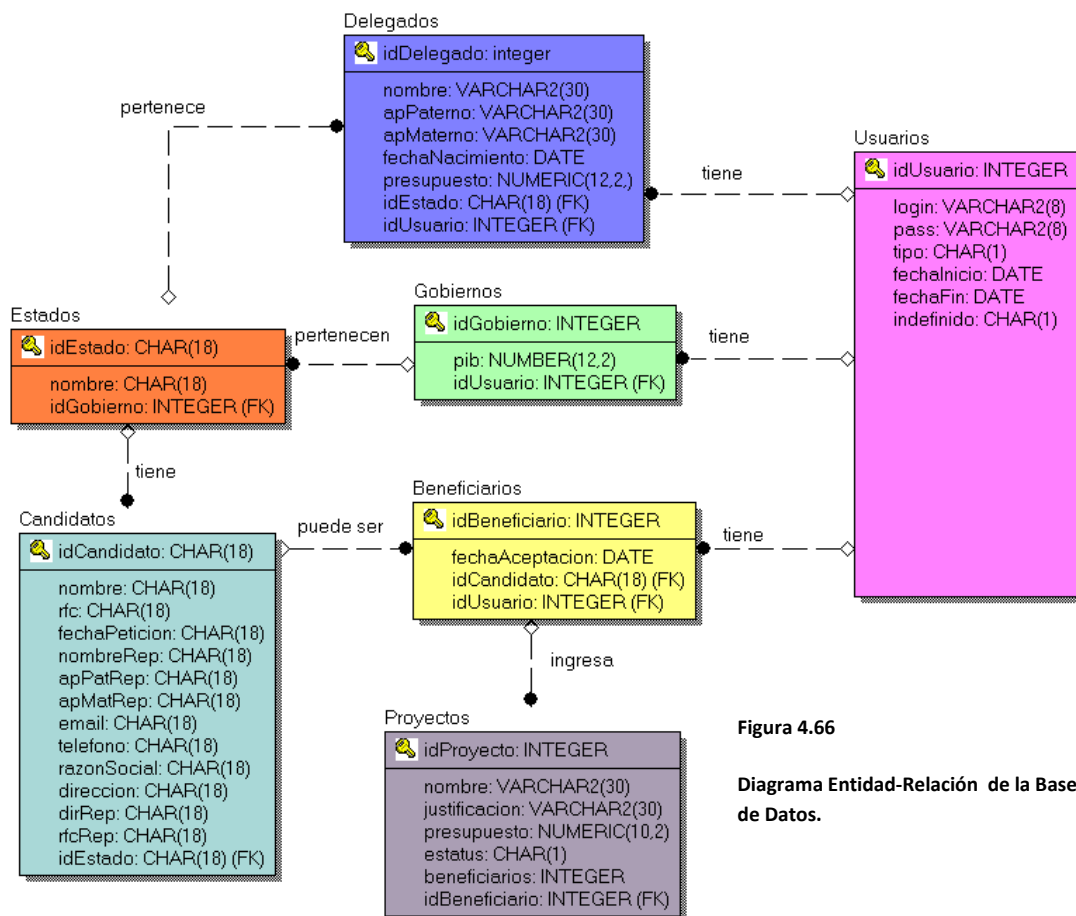 Delegados
idDelegado: integer
nombre: VARCHAR2(30)
apPaterno: VARCHAR2(30)
apMaterno: VARCHAR2(30)
fechaNacimiento: DATE
presupuesto: NUMERIC(12,2,)
idEstado: CHAR(18) (FK)
idUsuario: INTEGER (FK)
pertenece
tiene
Usuarios
idUsuario: INTEGER
login: VARCHAR2(8)
pass: VARCHAR2(8)
tipo: CHAR(1)
fechaInicio: DATE
fechaFin: DATE
indefinido: CHAR(1)
Estados
idEstado: CHAR(18)
nombre: CHAR(18)
idGobierno: INTEGER (FK)
pertenecen
Gobiernos
idGobierno: INTEGER
pib: NUMBER(12,2)
idUsuario: INTEGER (FK)
tiene
tiene
Candidatos
idCandidato: CHAR(18)
nombre: CHAR(18)
rfc: CHAR(18)
fechaPeticion: CHAR(18)
nombreRep: CHAR(18)
apPatRep: CHAR(18)
apMatRep: CHAR(18)
email: CHAR(18)
telefono: CHAR(18)
razonSocial: CHAR(18)
direccion: CHAR(18)
dirRep: CHAR(18)
rfcRep: CHAR(18)
idEstado: CHAR(18) (FK)
puede ser
Beneficiarios
idBeneficiario: INTEGER
fechaAceptacion: DATE
idCandidato: CHAR(18) (FK)
idUsuario: INTEGER (FK)
tiene
ingresa
Proyectos
idProyecto: INTEGER
nombre: VARCHAR2(30)
justificacion: VARCHAR2(30)
presupuesto: NUMERIC(10,2)
estatus: CHAR(1)
beneficiarios: INTEGER
idBeneficiario: INTEGER (FK)
Figura 4.66
Diagrama Entidad-Relación de la Base
de Datos.